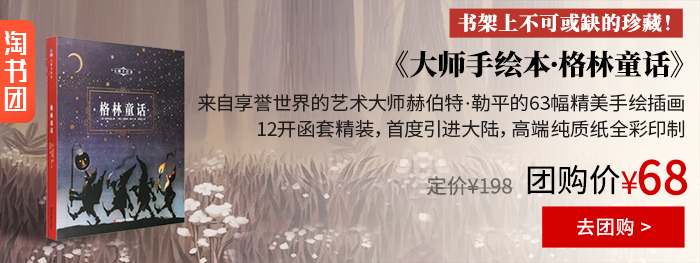 淘书团
书架上不可或缺的珍藏！
《大师手绘本·格林童话》
来自享誉世界的艺术大师赫伯特·勒平的63幅精美手绘插画
12开函套精装，首度引进大陆，高端纯质纸全彩印制
定价¥198 团购价¥68
去团购 >
格林童话